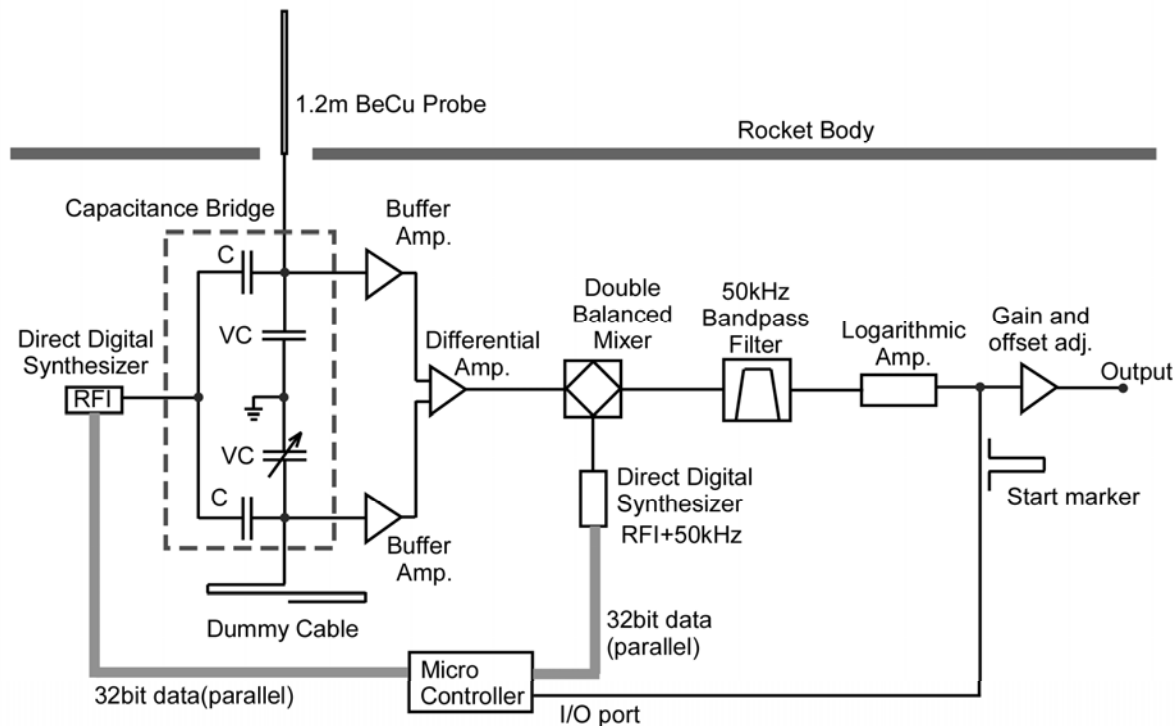 1.2m BeCu Probe
Rocket Body
Capacitance Bridge
Buffer
Amp.
C
Direct Digital
Synthesizer
RFI
VC
VC
C
Differential
Amp.
Double
Balanced
Mixer
50kHz
Bandpass
Filter
Logarithmic
Amp.
Gain and
offset adj.
Output
Start marker
Direct Digital
Synthesizer
RFI+50kHz
Buffer
Amp.
Dummy Cable
32bit data
(parallel)
32bit data(parallel)
Micro
Controller
I/O port